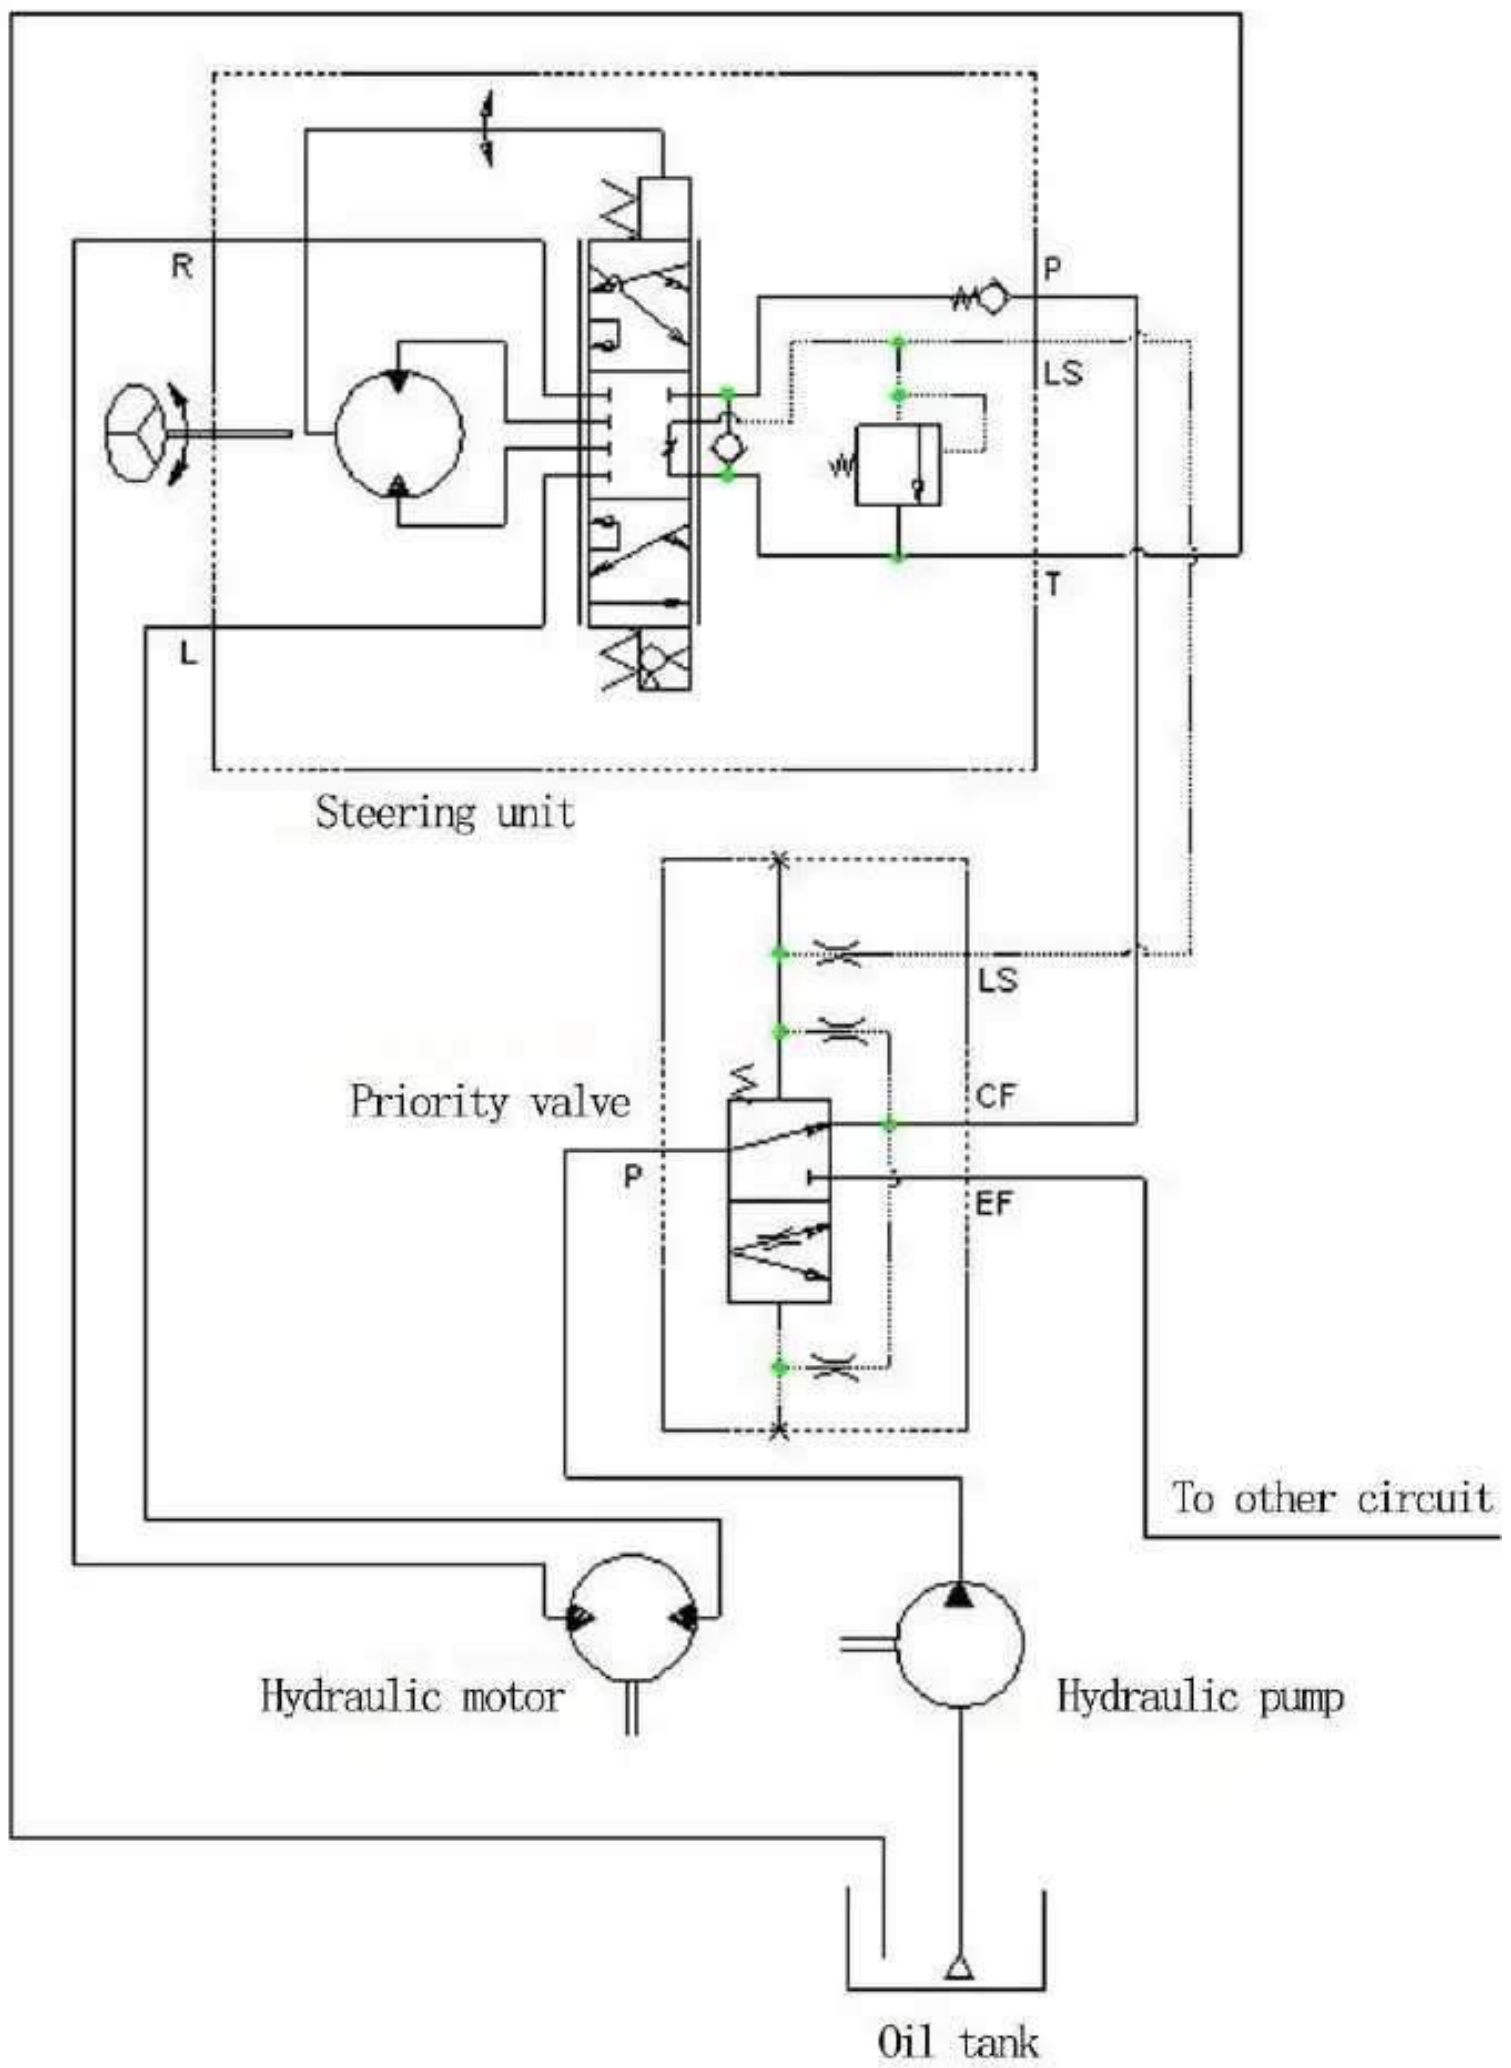 R
P
LS
T
L
Steering unit
LS
Priority valve
CF
P
EF
To other circuit
Hydraulic motor
Hydraulic pump
Oil tank